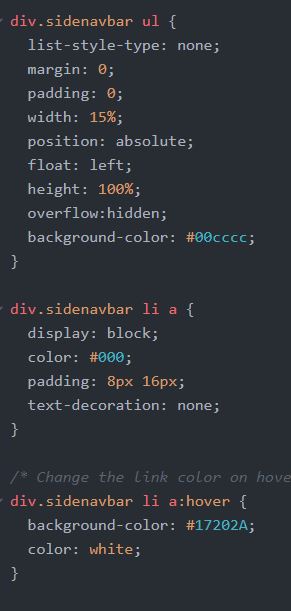 div.sidenavbar ul {
  list-style-type: none;
  margin: 0;
  padding: 0;
  width: 15%;
  position: absolute;
  float: left;
  height: 100%;
  overflow:hidden;
  background-color: #00cccc;
}

div.sidenavbar li a {
  display: block;
  color: #000;
  padding: 8px 16px;
  text-decoration: none;
}

/* Change the link color on hove
div.sidenavbar li a:hover {
  background-color: #17202A;
  color: white;
}